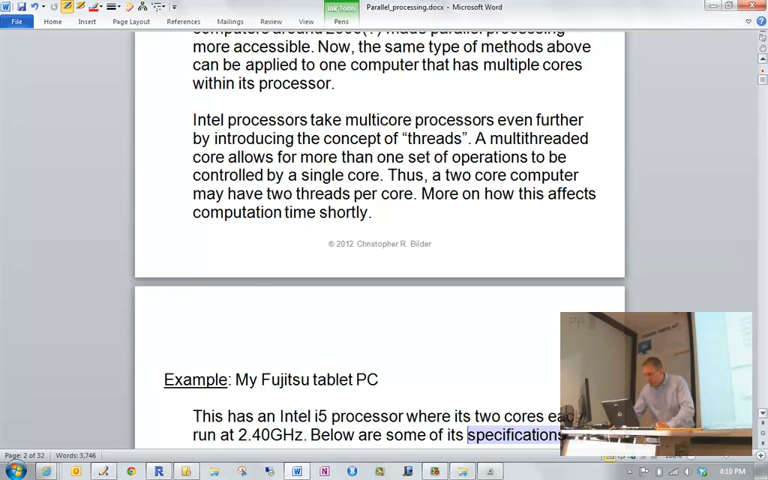 Ink Tools
Parallel_processing.docx - Microsoft Word
File Home Insert Page Layout References Mailings Review View Pens
more accessible. Now, the same type of methods above
can be applied to one computer that has multiple cores
within its processor.
Intel processors take multicore processors even further
by introducing the concept of “threads”. A multithreaded
core allows for more than one set of operations to be
controlled by a single core. Thus, a two core computer
may have two threads per core. More on how this affects
computation time shortly.
© 2012 Christopher R. Bilder
Example: My Fujitsu tablet PC
This has an Intel i5 processor where its two cores each
run at 2.40GHz. Below are some of its specifications
Page: 2 of 32 Words: 3,746
4:10 PM